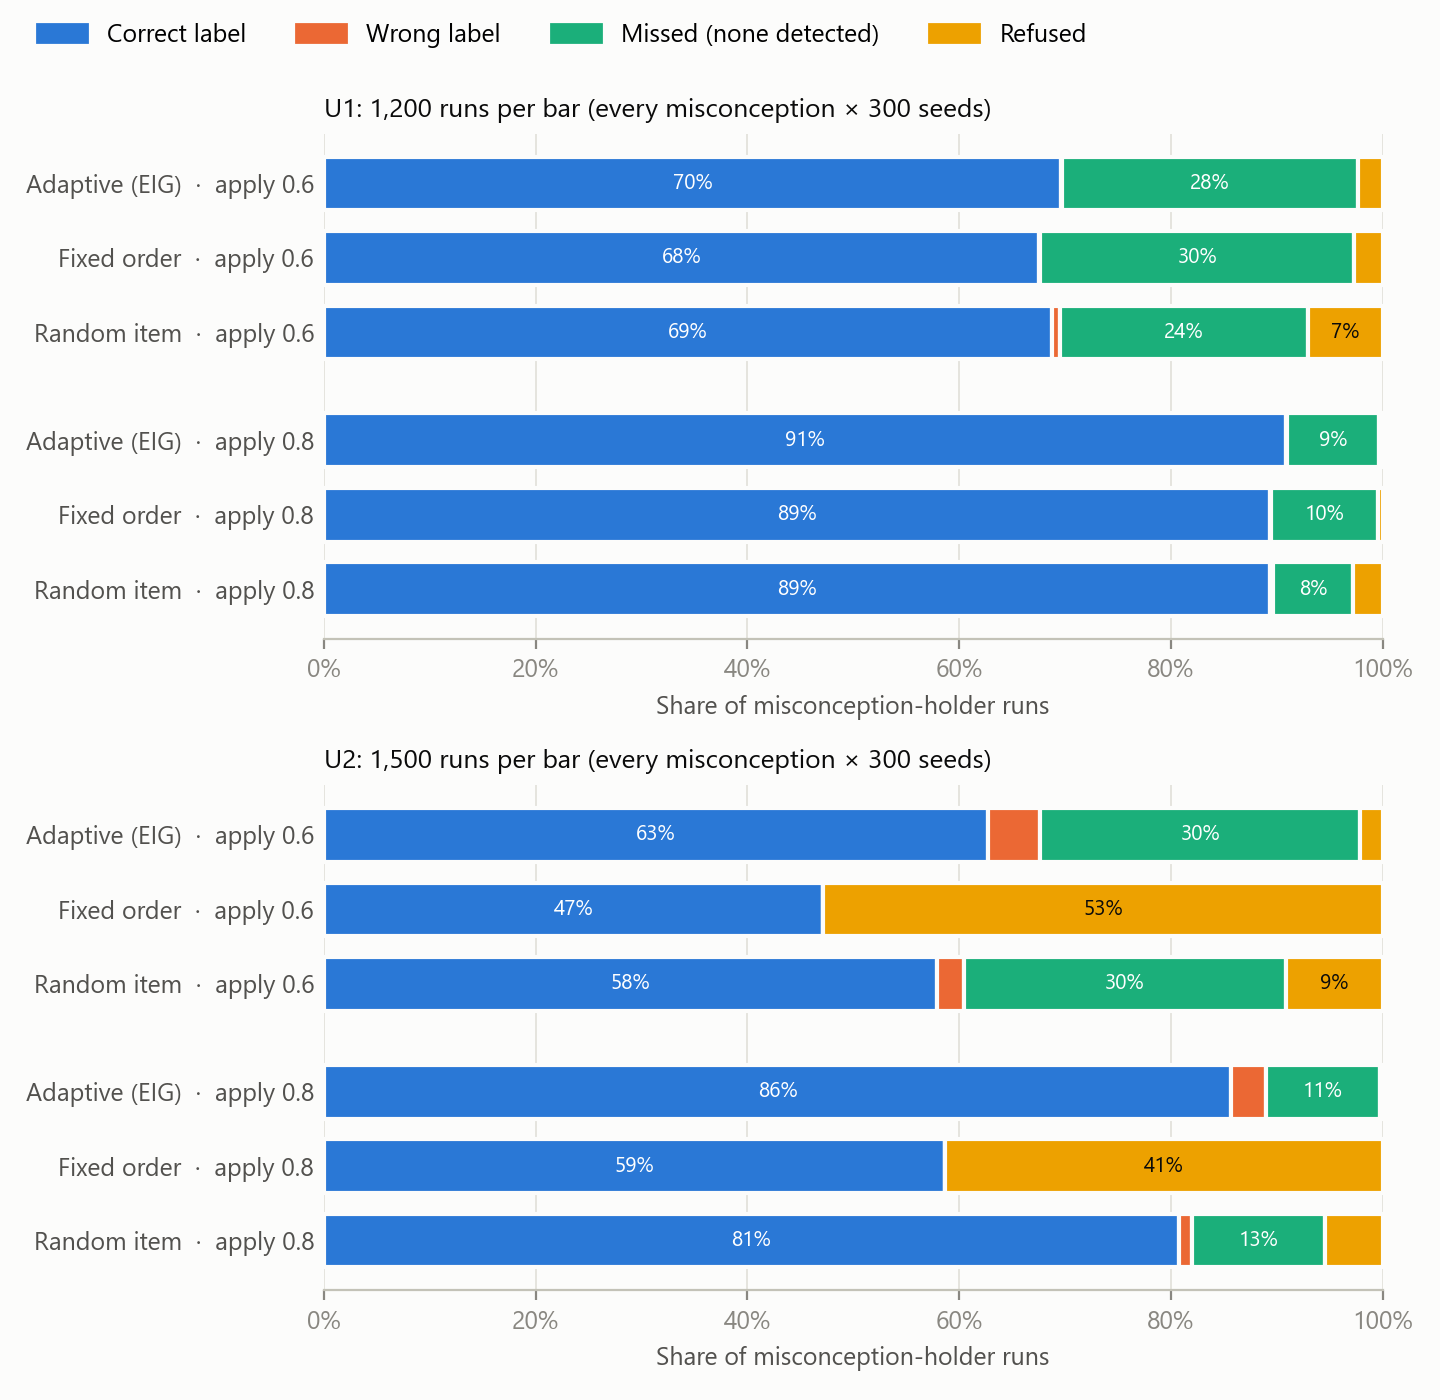 Correct label Wrong label Missed (none detected) Refused
U1: 1,200 runs per bar (every misconception × 300 seeds)
Adaptive (EIG) · apply 0.6 70% 28%
Fixed order · apply 0.6 68% 30%
Random item · apply 0.6 69% 24% 7%
Adaptive (EIG) · apply 0.8 91% 9%
Fixed order · apply 0.8 89% 10%
Random item · apply 0.8 89% 8%
0% 20% 40% 60% 80% 100%
Share of misconception-holder runs
U2: 1,500 runs per bar (every misconception × 300 seeds)
Adaptive (EIG) · apply 0.6 63% 30%
Fixed order · apply 0.6 47% 53%
Random item · apply 0.6 58% 30% 9%
Adaptive (EIG) · apply 0.8 86% 11%
Fixed order · apply 0.8 59% 41%
Random item · apply 0.8 81% 13%
0% 20% 40% 60% 80% 100%
Share of misconception-holder runs